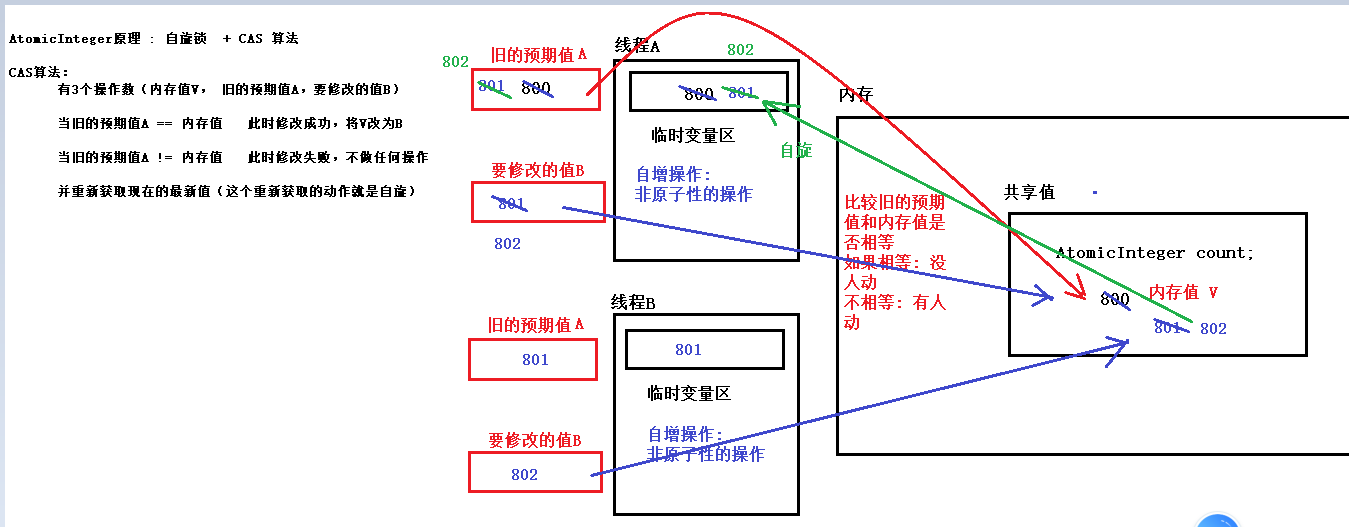 AtomicInteger原理 : 自旋锁 + CAS 算法
CAS算法:
有3个操作数（内存值V， 旧的预期值A，要修改的值B）
当旧的预期值A == 内存值 此时修改成功，将V改为B
当旧的预期值A != 内存值 此时修改失败，不做任何操作
并重新获取现在的最新值（这个重新获取的动作就是自旋）
旧的预期值A
802
801 800
要修改的值B
801
802
线程A
802
800 801
临时变量区
自增操作:
非原子性的操作
自旋
旧的预期值A
801
要修改的值B
802
线程B
801
临时变量区
自增操作:
非原子性的操作
内存
比较旧的预期
值和内存值是
否相等
如果相等: 没
人动
不相等: 有人
动
共享值
AtomicInteger count;
800
内存值 V
801 802